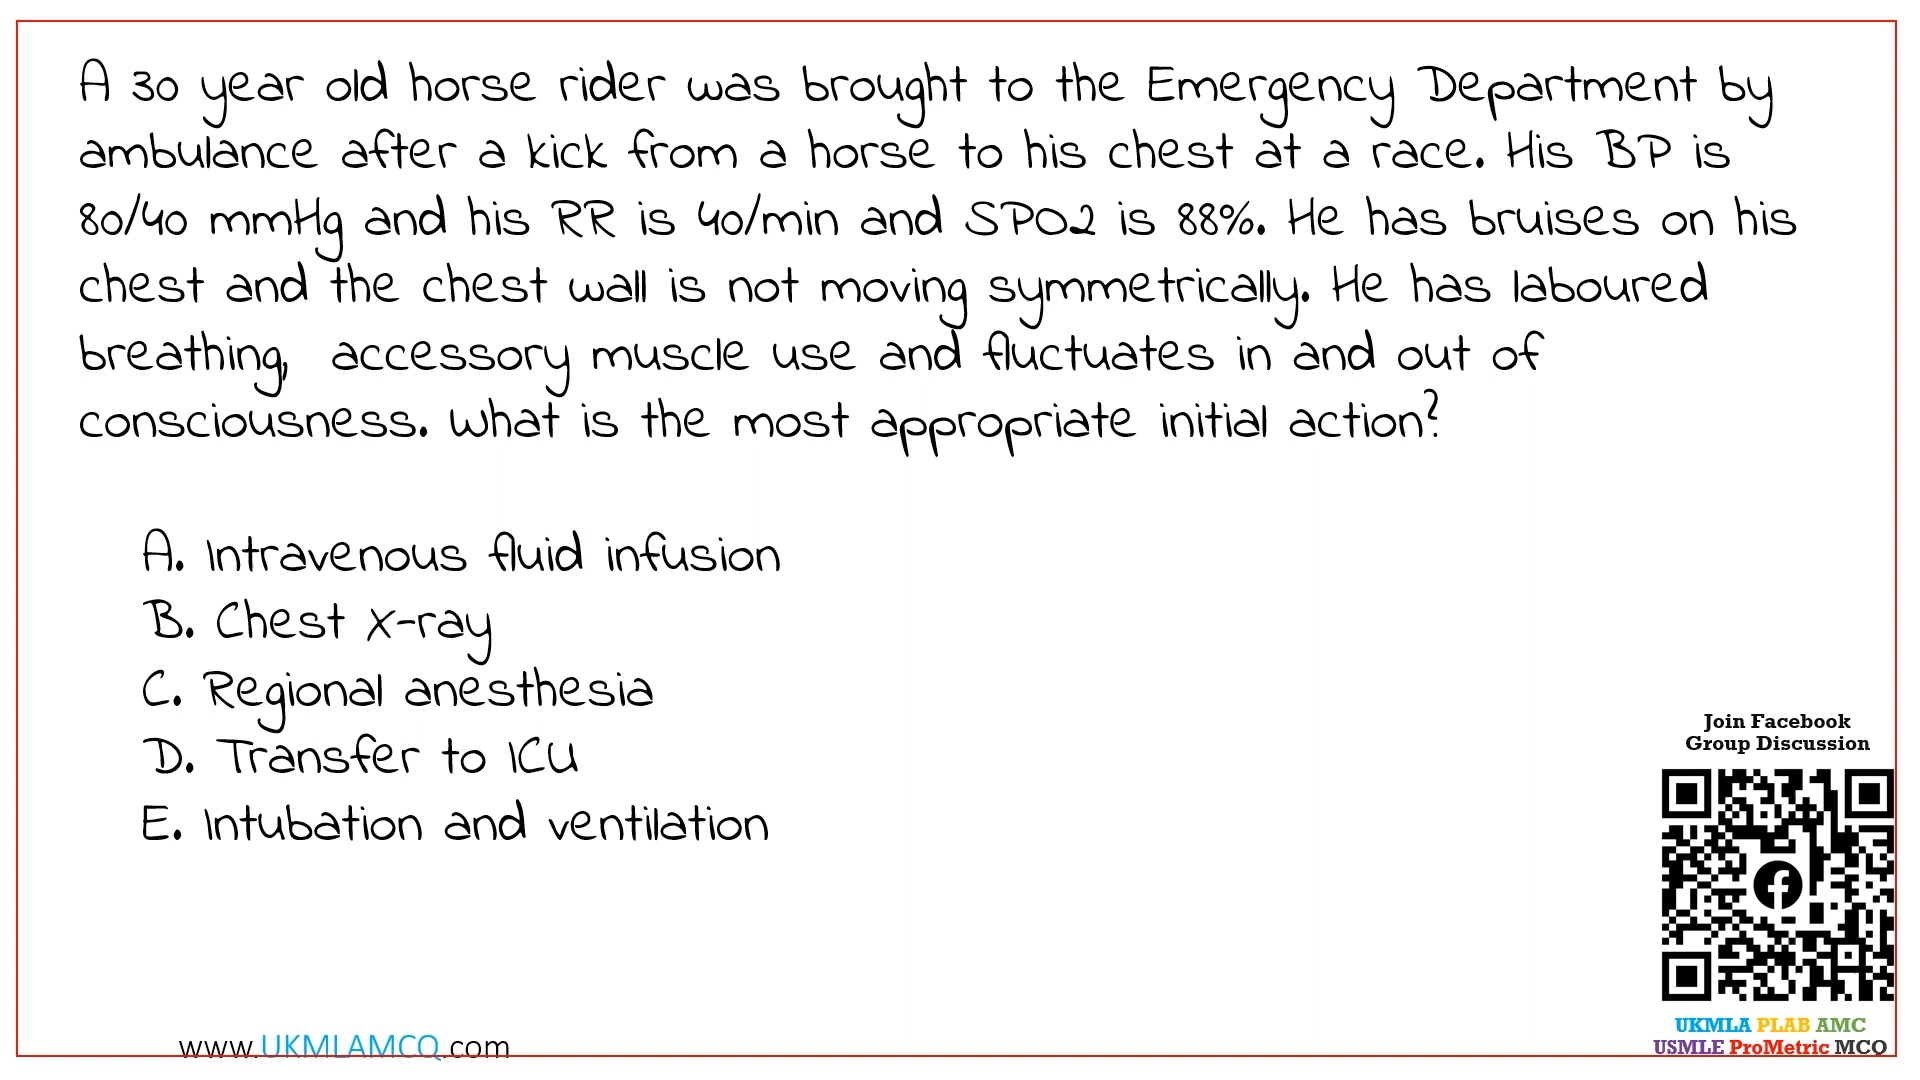 A 30 year old horse rider was brought to the Emergency Department by
ambulance after a kick from a horse to his chest at a race. His BP is
80/40 mmHg and his RR is 40/min and SPO2 is 88%. He has bruises on his
chest and the chest wall is not moving symmetrically. He has laboured
breathing, accessory muscle use and fluctuates in and out of
consciousness. What is the most appropriate initial action?
A. Intravenous fluid infusion
B. Chest X-ray
C. Regional anesthesia
D. Transfer to ICU
E. Intubation and ventilation
Join Facebook
Group Discussion
UKMLA PLAB AMC
USMLE ProMetric MCQ
www.UKMLAMCQ.com